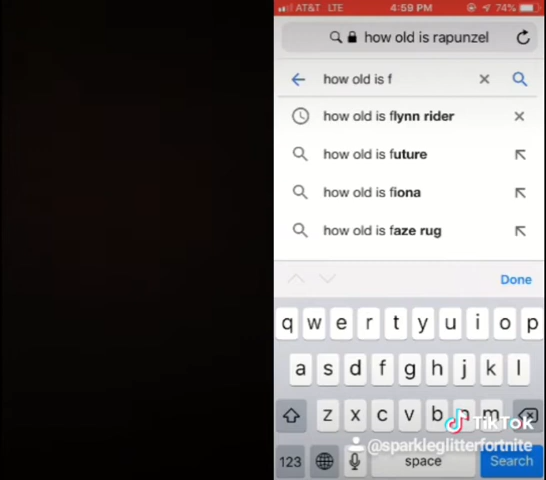 AT&T LTE 4:59 PM 74%
how old is rapunzel
how old is f
how old is flynn rider
how old is future
how old is fiona
how old is faze rug
Done
q w e r t y u i o p
a s d f g h j k l
z x c v b n m
TikTok
@sparkleglitterfortnite
123 space Search